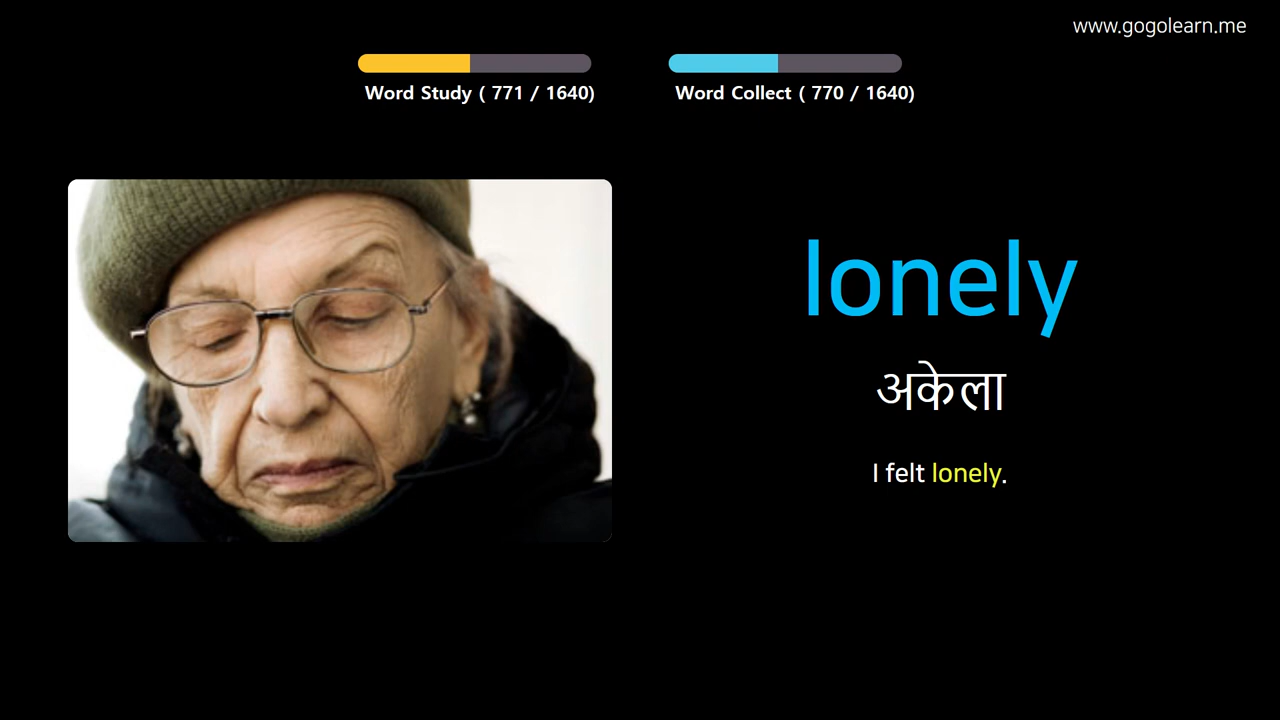 www.gogolearn.me
Word Study ( 771 / 1640)
Word Collect ( 770 / 1640)
lonely
अकेला
I felt lonely.